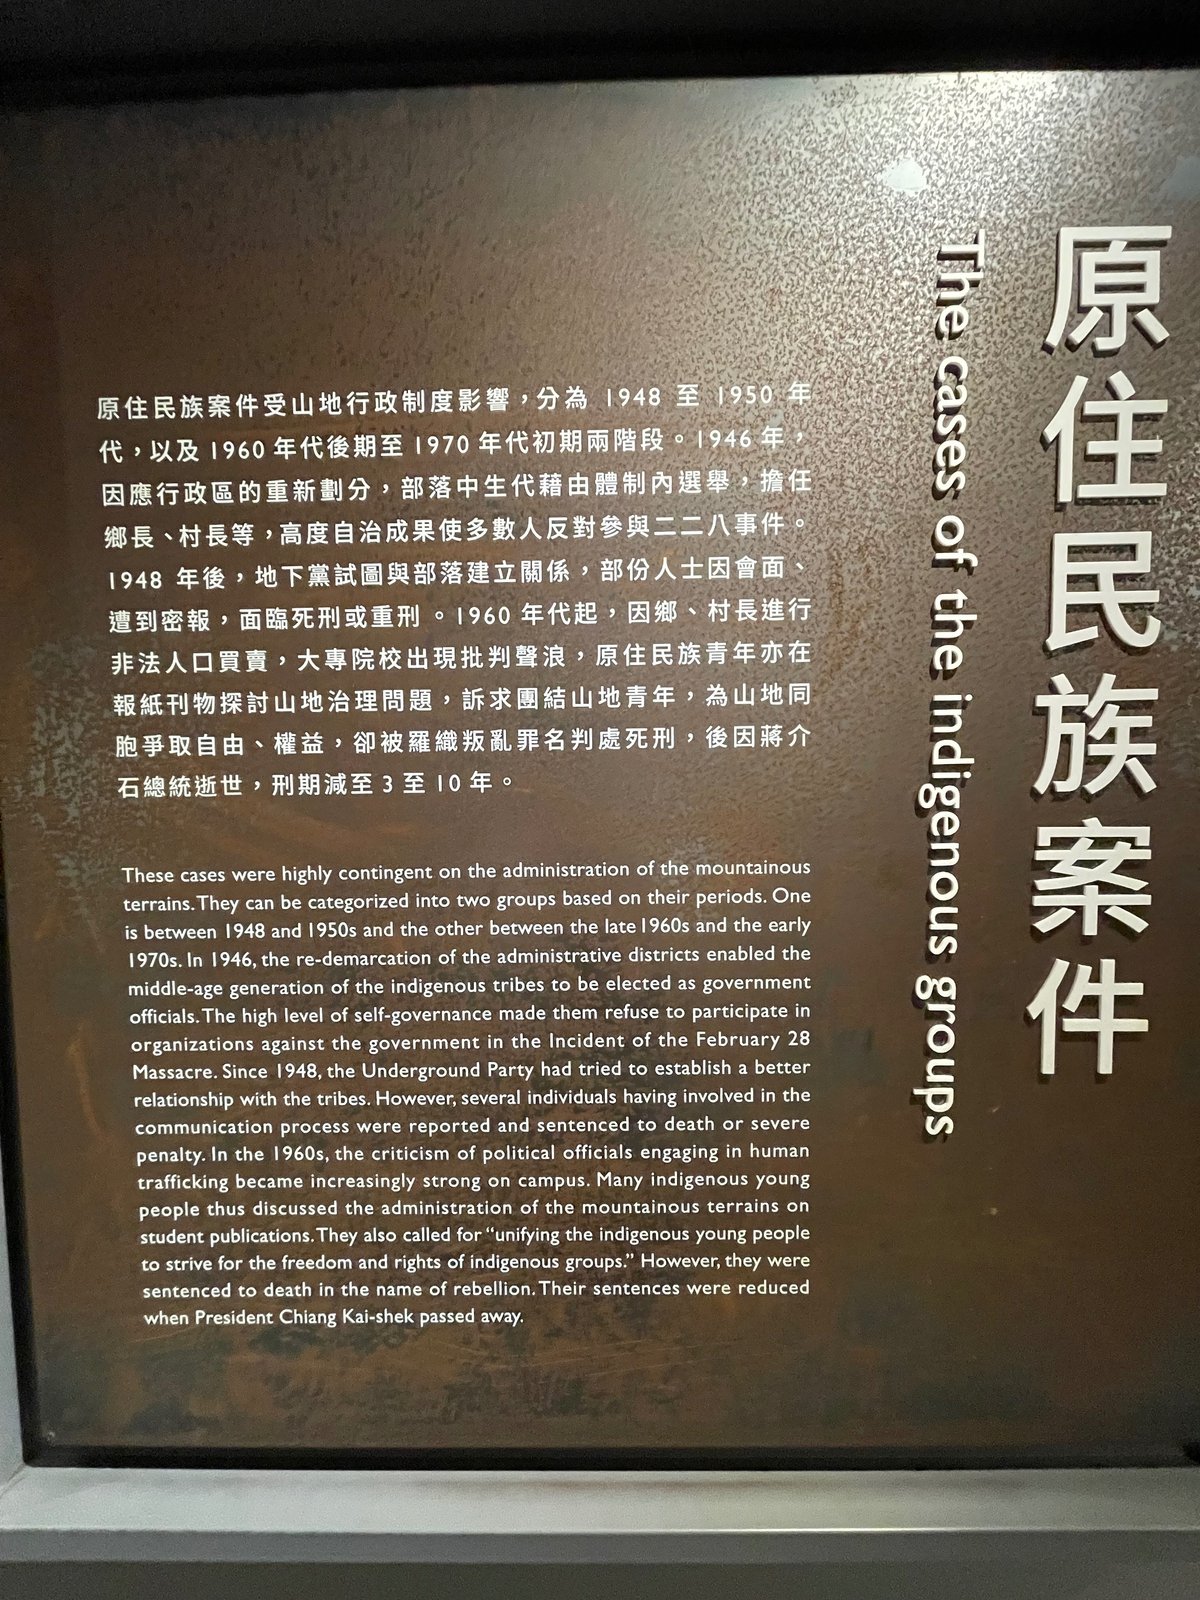 原住民族案件
The cases of the indigenous groups
原住民族案件受山地行政制度影響，分為 1948 至 1950 年
代，以及 1960 年代後期至 1970 年代初期兩階段。1946 年，
因應行政區的重新劃分，部落中生代藉由體制內選舉，擔任
鄉長、村長等，高度自治成果使多數人反對參與二二八事件。
1948 年後，地下黨試圖與部落建立關係，部份人士因會面、
遭到密報，面臨死刑或重刑。1960 年代起，因鄉、村長進行
非法人口買賣，大專院校出現批判聲浪，原住民族青年亦在
報紙刊物探討山地治理問題，訴求團結山地青年，為山地同
胞爭取自由、權益，卻被羅織叛亂罪名判處死刑，後因蔣介
石總統逝世，刑期減至 3 至 10 年。
These cases were highly contingent on the administration of the mountainous
terrains. They can be categorized into two groups based on their periods. One
is between 1948 and 1950s and the other between the late 1960s and the early
1970s. In 1946, the re-demarcation of the administrative districts enabled the
middle-age generation of the indigenous tribes to be elected as government
officials. The high level of self-governance made them refuse to participate in
organizations against the government in the Incident of the February 28
Massacre. Since 1948, the Underground Party had tried to establish a better
relationship with the tribes. However, several individuals having involved in the
communication process were reported and sentenced to death or severe
penalty. In the 1960s, the criticism of political officials engaging in human
trafficking became increasingly strong on campus. Many indigenous young
people thus discussed the administration of the mountainous terrains on
student publications. They also called for “unifying the indigenous young people
to strive for the freedom and rights of indigenous groups.” However, they were
sentenced to death in the name of rebellion. Their sentences were reduced
when President Chiang Kai-shek passed away.